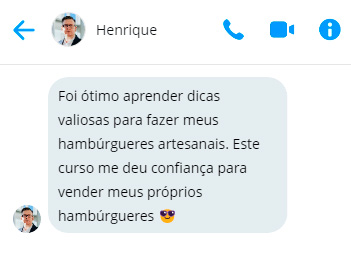 Henrique
Foi ótimo aprender dicas
valiosas para fazer meus
hambúrgueres artesanais. Este
curso me deu confiança para
vender meus próprios
hambúrgueres 😎